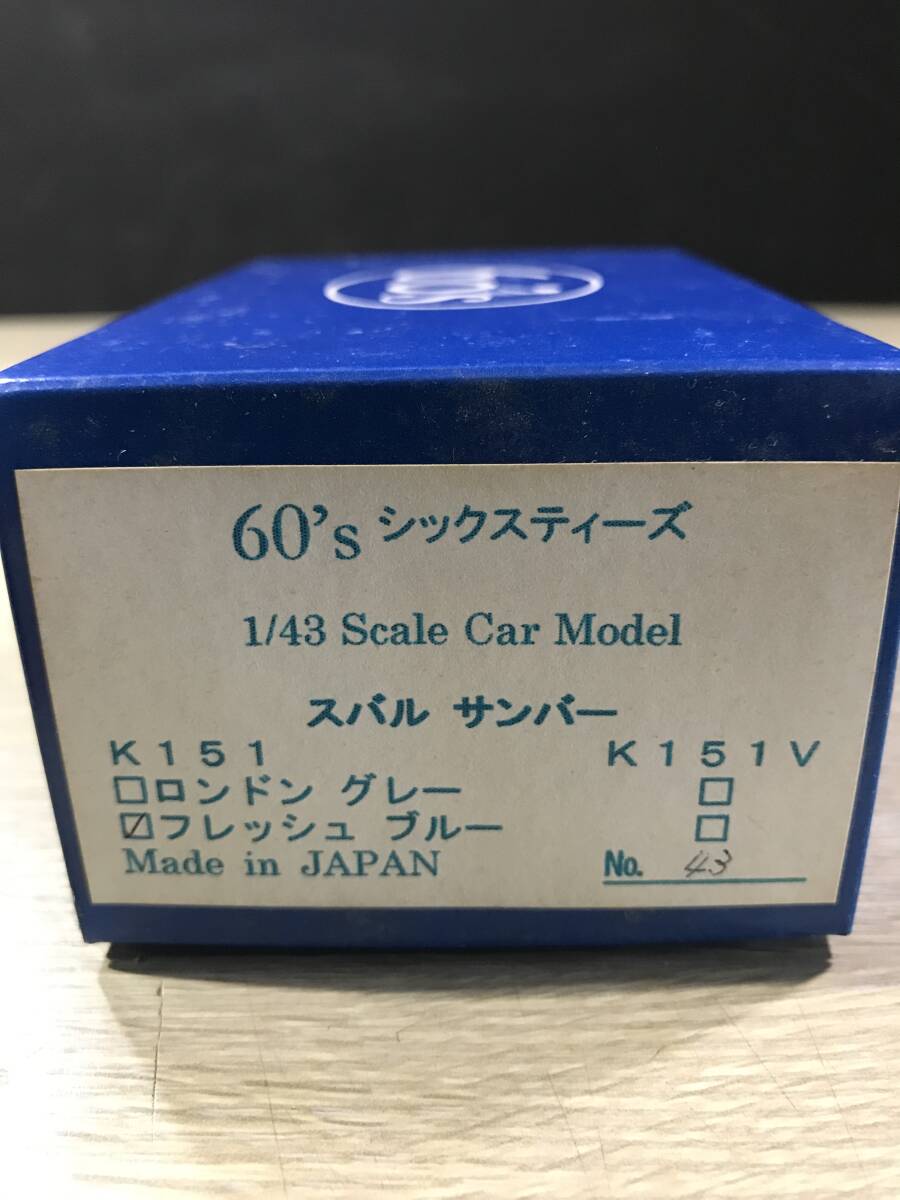 60's
60's シックスティーズ
1/43 Scale Car Model
スバル サンバー
K151 K151V
□ロンドン グレー □
☑フレッシュ ブルー □
Made in JAPAN No. 43